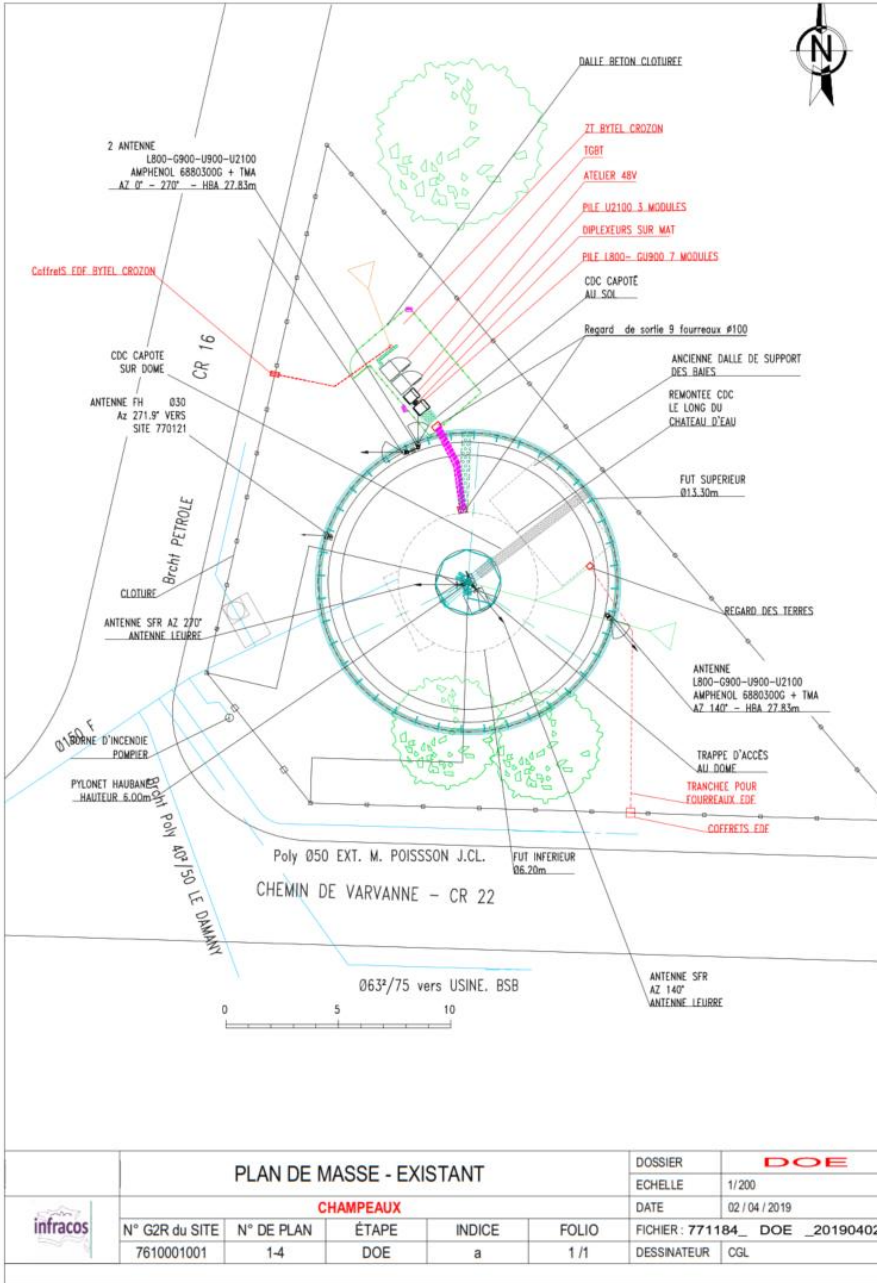 N
DALLE BETON CLOTUREE
2 ANTENNE
L800-G900-U900-U2100
AMPHENOL 6880300G + TMA
AZ 0° - 270° - HBA 27.83m
ZT BYTEL CROZON
TGBT
ATELIER 48V
PILE U2100 3 MODULES
DIPLEXEURS SUR MAT
PILE L800- GU900 7 MODULES
CoffretS EDF BYTEL CROZON
CDC CAPOTÉ
AU SOL
Regard de sortie 9 fourreaux ø100
CR 16
CDC CAPOTE
SUR DOME
ANTENNE FH Ø30
Az 271.9° VERS
SITE 770121
ANCIENNE DALLE DE SUPPORT
DES BAIES
REMONTEE CDC
LE LONG DU
CHATEAU D'EAU
FUT SUPERIEUR
Ø13.30m
Brcht PETROLE
CLOTURE
ANTENNE SFR AZ 270°
ANTENNE LEURRE
REGARD DES TERRES
ANTENNE
L800-G900-U900-U2100
AMPHENOL 6880300G + TMA
AZ 140° - HBA 27.83m
Ø160 F
BORNE D'INCENDIE
POMPIER
TRAPPE D'ACCÈS
AU DOME
PYLONET HAUBANÉ
HAUTEUR 6.00m
TRANCHEE POUR
FOURREAUX EDF
COFFRETS EDF
Brcht Poly 40²/50 LE DAMANY
Poly Ø50 EXT. M. POISSSON J.CL.
FUT INFERIEUR
Ø6.20m
CHEMIN DE VARVANNE - CR 22
Ø63²/75 vers USINE. BSB
ANTENNE SFR
AZ 140°
ANTENNE LEURRE
0 5 10
PLAN DE MASSE - EXISTANT
DOSSIER DOE
ECHELLE 1/200
CHAMPEAUX
DATE 02 / 04 / 2019
infracos
N° G2R du SITE N° DE PLAN ÉTAPE INDICE FOLIO
FICHIER : 771184_ DOE _20190402
7610001001 1-4 DOE a 1 /1
DESSINATEUR CGL